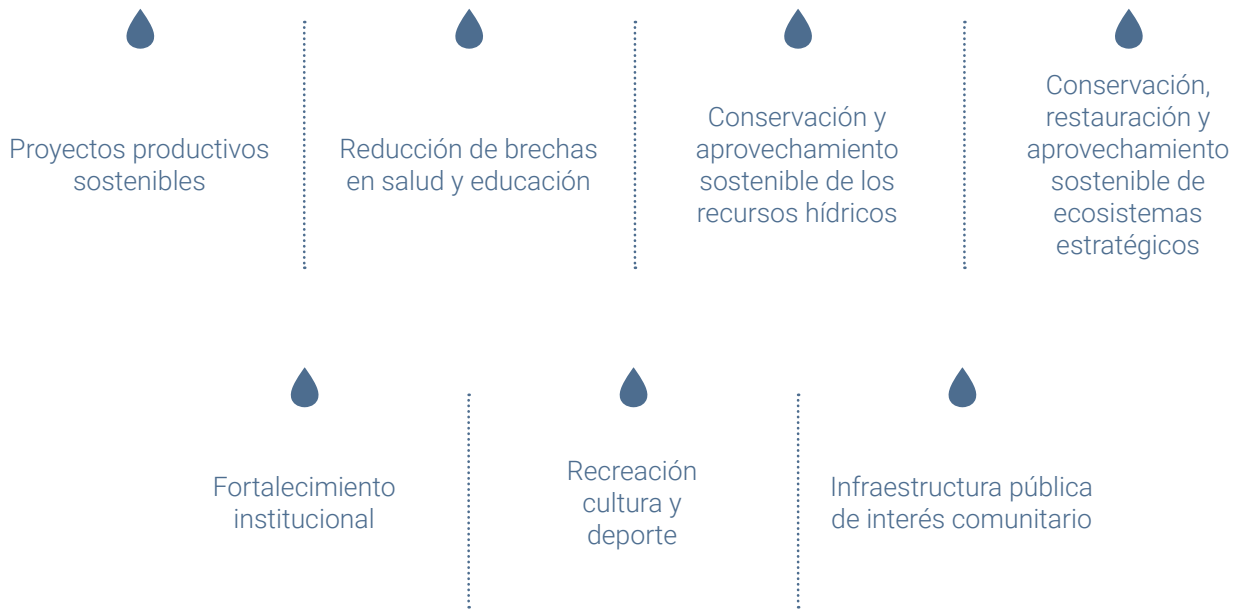 Proyectos productivos
sostenibles
Reducción de brechas
en salud y educación
Conservación y
aprovechamiento
sostenible de los
recursos hídricos
Conservación,
restauración y
aprovechamiento
sostenible de
ecosistemas
estratégicos
Fortalecimiento
institucional
Recreación
cultura y
deporte
Infraestructura pública
de interés comunitario